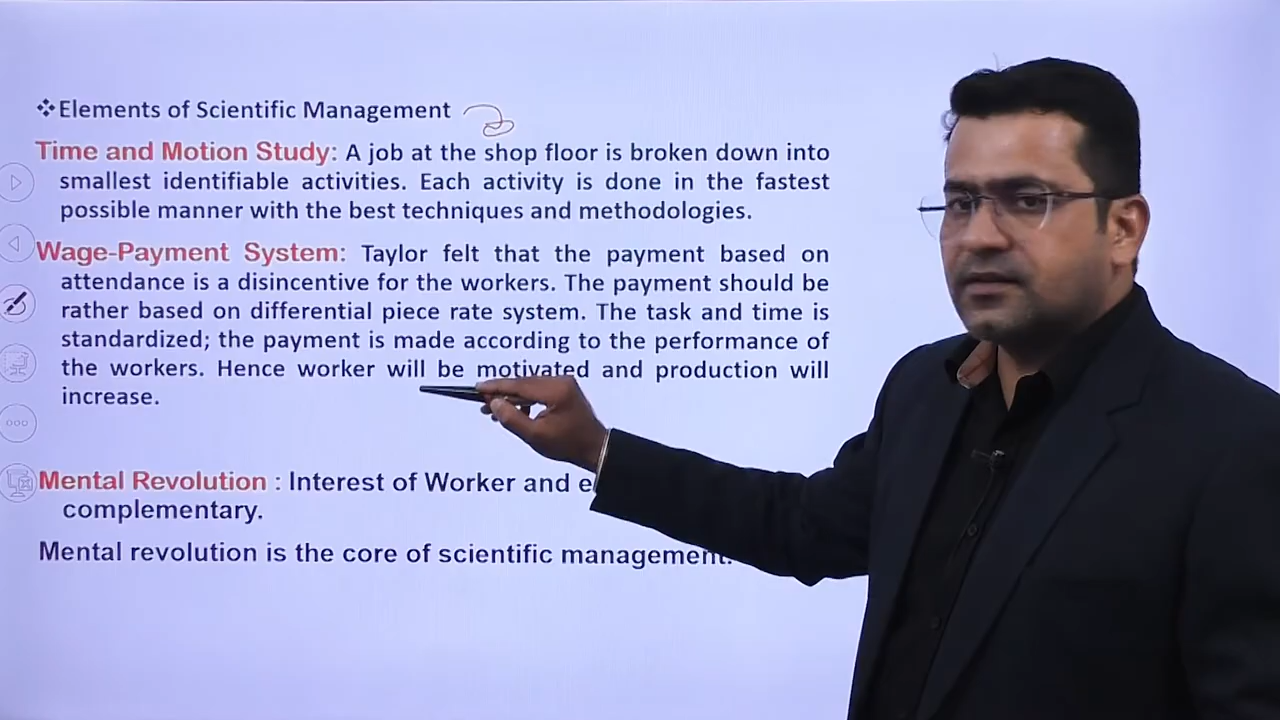 ❖Elements of Scientific Management
Time and Motion Study: A job at the shop floor is broken down into
smallest identifiable activities. Each activity is done in the fastest
possible manner with the best techniques and methodologies.
Wage-Payment System: Taylor felt that the payment based on
attendance is a disincentive for the workers. The payment should be
rather based on differential piece rate system. The task and time is
standardized; the payment is made according to the performance of
the workers. Hence worker will be motivated and production will
increase.
Mental Revolution : Interest of Worker and
complementary.
Mental revolution is the core of scientific management.